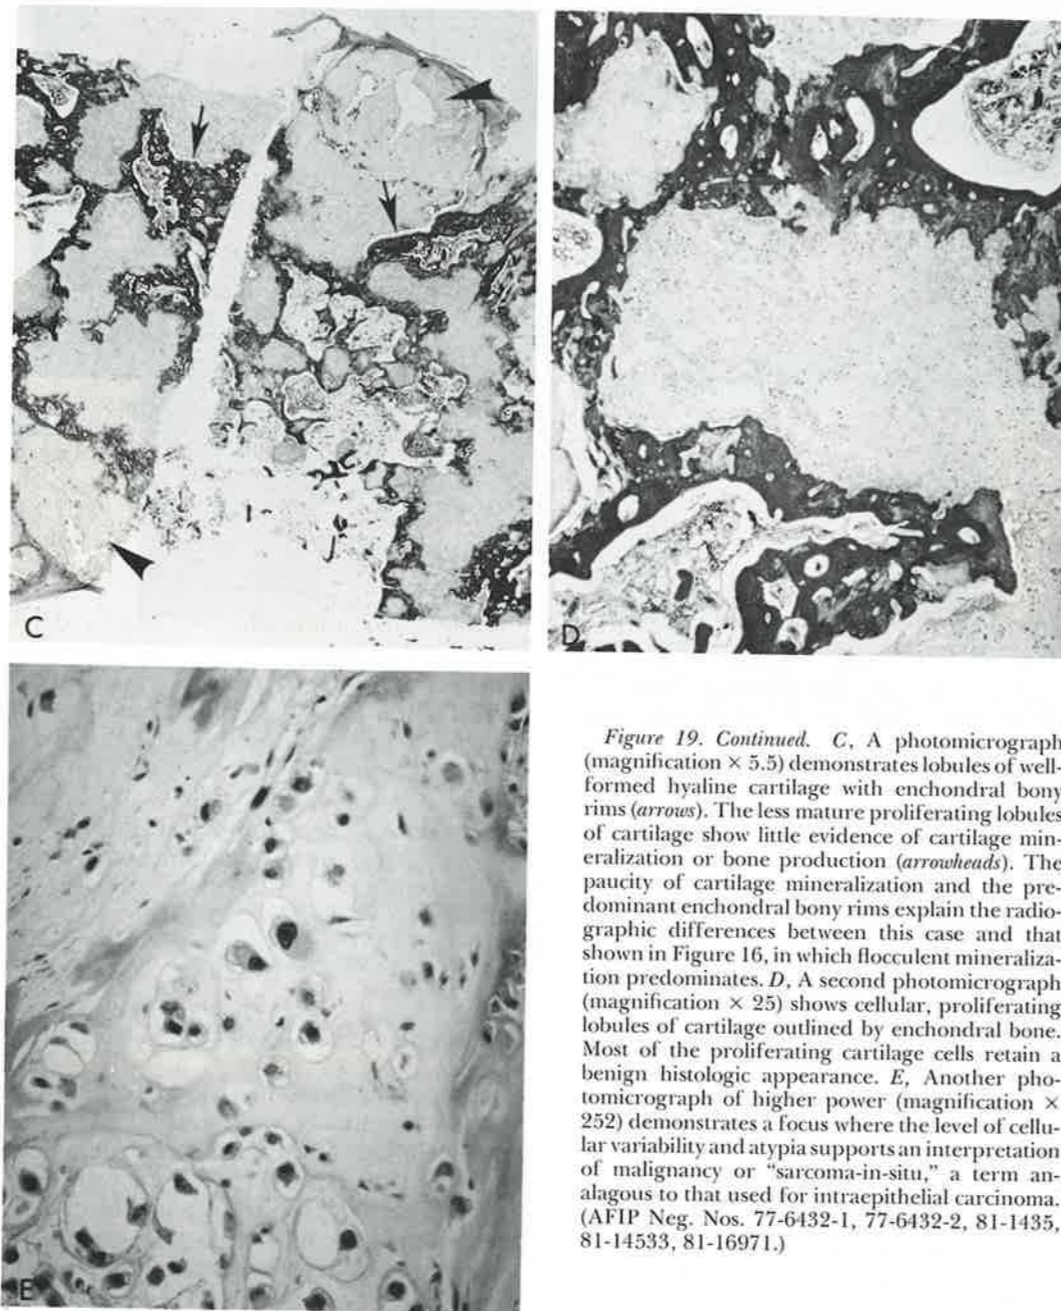 C
D
E
Figure 19. Continued. C, A photomicrograph
(magnification × 5.5) demonstrates lobules of well-
formed hyaline cartilage with enchondral bony
rims (arrows). The less mature proliferating lobules
of cartilage show little evidence of cartilage min-
eralization or bone production (arrowheads). The
paucity of cartilage mineralization and the pre-
dominant enchondral bony rims explain the radio-
graphic differences between this case and that
shown in Figure 16, in which flocculent mineraliza-
tion predominates. D, A second photomicrograph
(magnification × 25) shows cellular, proliferating
lobules of cartilage outlined by enchondral bone.
Most of the proliferating cartilage cells retain a
benign histologic appearance. E, Another pho-
tomicrograph of higher power (magnification ×
252) demonstrates a focus where the level of cellu-
lar variability and atypia supports an interpretation
of malignancy or “sarcoma-in-situ,” a term an-
alagous to that used for intraepithelial carcinoma.
(AFIP Neg. Nos. 77-6432-1, 77-6432-2, 81-1435,
81-14533, 81-16971.)